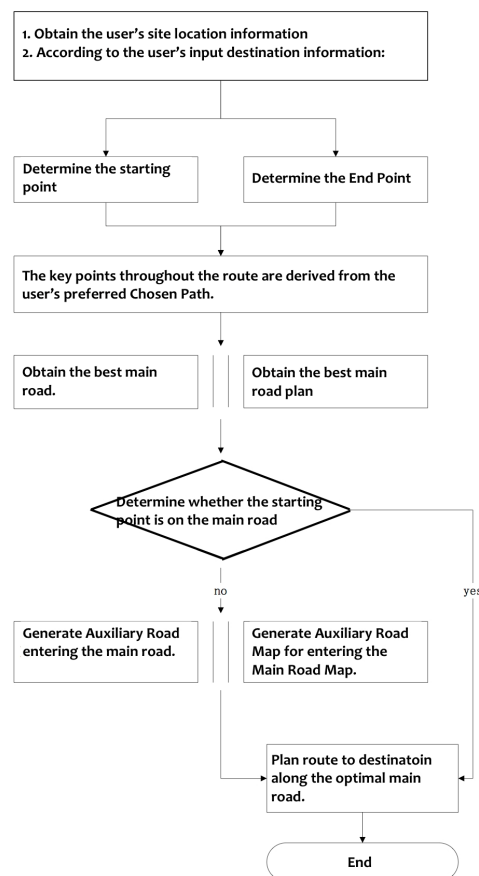 1. Obtain the user's site location information
2. According to the user's input destination information:
Determine the starting
point
Determine the End Point
The key points throughout the route are derived from the
user's preferred Chosen Path.
Obtain the best main
road.
Obtain the best main
road plan
Determine whether the starting
point is on the main road
no
yes
Generate Auxiliary Road
entering the main road.
Generate Auxiliary Road
Map for entering the
Main Road Map.
Plan route to destinatoin
along the optimal main
road.
End